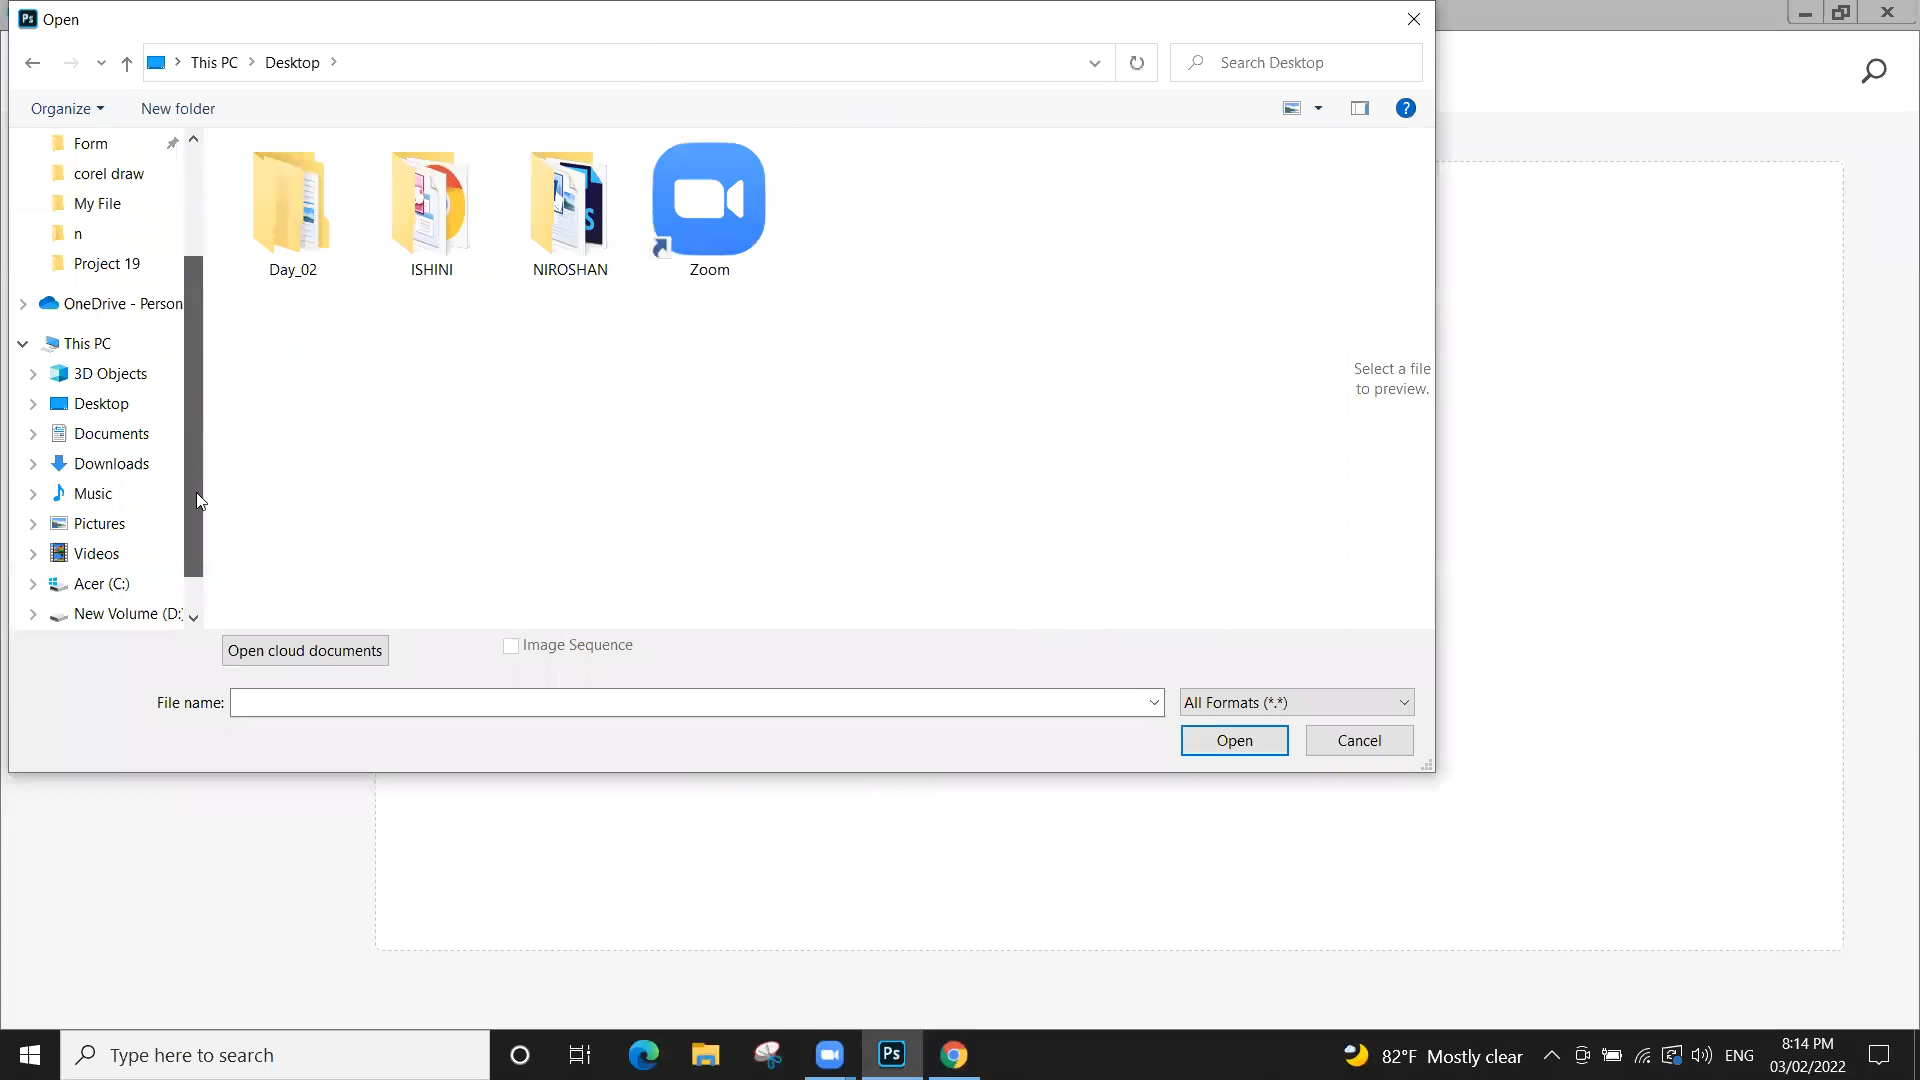 Ps Open
This PC
Desktop
Search Desktop
Organize
New folder
Form
corel draw
My File
n
Project 19
OneDrive - Person
This PC
3D Objects
Desktop
Documents
Downloads
Music
Pictures
Videos
Acer (C:)
New Volume (D:
Day_02
ISHINI
NIROSHAN
Zoom
Select a file
to preview.
Open cloud documents
Image Sequence
File name:
All Formats (*.*)
Open
Cancel
Type here to search
Ps
82°F Mostly clear
ENG
8:14 PM
03/02/2022